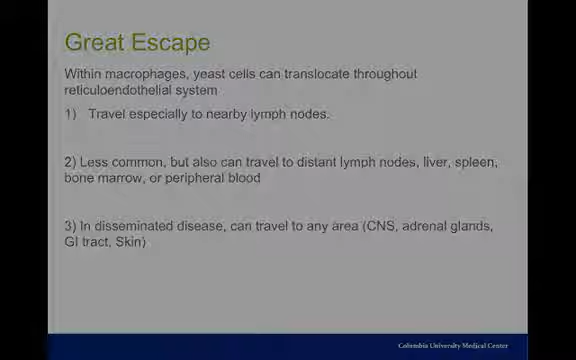 Great Escape
Within macrophages, yeast cells can translocate throughout
reticuloendothelial system
1) Travel especially to nearby lymph nodes.
2) Less common, but also can travel to distant lymph nodes, liver, spleen,
bone marrow, or peripheral blood
3) In disseminated disease, can travel to any area (CNS, adrenal glands,
GI tract, Skin)
Columbia University Medical Center